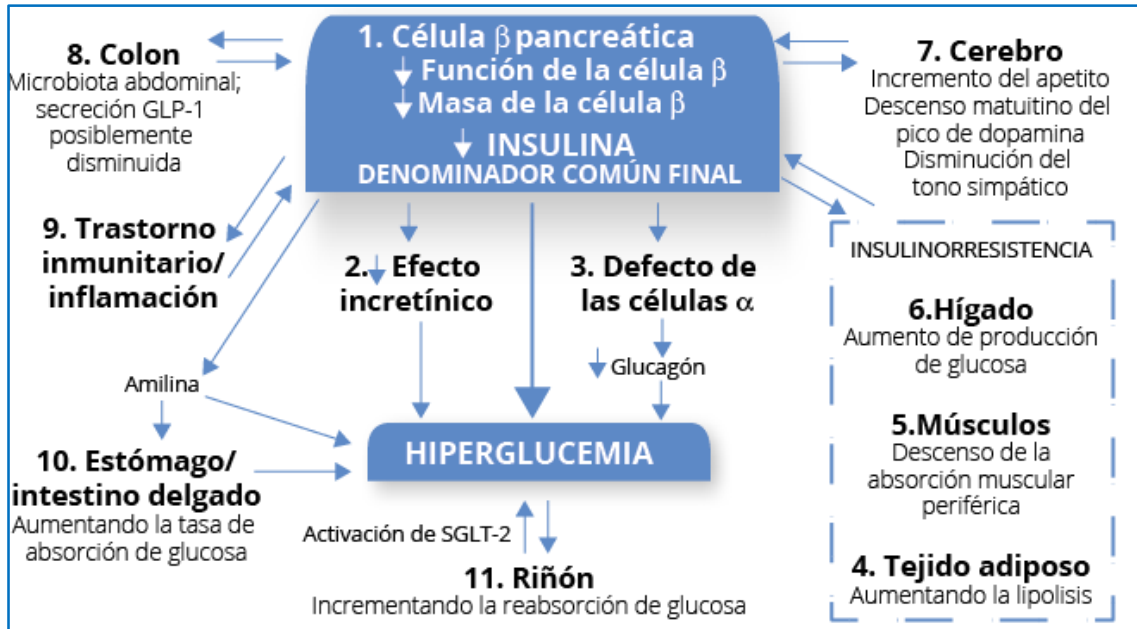 1. Célula β pancreática
↓ Función de la célula β
↓ Masa de la célula β
↓ INSULINA
DENOMINADOR COMÚN FINAL
8. Colon
Microbiota abdominal;
secreción GLP-1
posiblemente
disminuida
7. Cerebro
Incremento del apetito
Descenso matuitino del
pico de dopamina
Disminución del
tono simpático
9. Trastorno
inmunitario/
inflamación
2. ↓ Efecto
incretínico
3. Defecto de
las células α
↓ Glucagón
INSULINORRESISTENCIA
6.Hígado
Aumento de producción
de glucosa
5.Músculos
Descenso de la
absorción muscular
periférica
4. Tejido adiposo
Aumentando la lipolisis
Amilina
10. Estómago/
intestino delgado
Aumentando la tasa de
absorción de glucosa
HIPERGLUCEMIA
Activación de SGLT-2
11. Riñón
Incrementando la reabsorción de glucosa